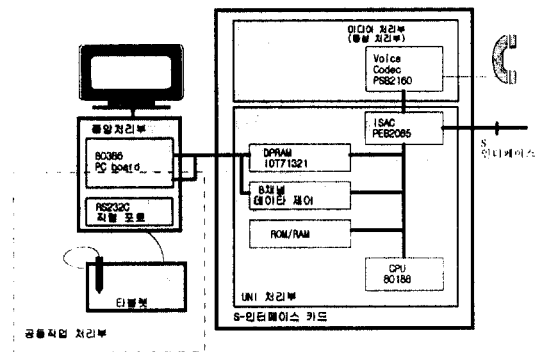 미디어 처리부
(음성 처리부)
Voice
Codec
PSB2160
ISAC
PEB2085
S
인터페이스
중앙처리부
80386
PC board
RS232C
직렬 포트
DPRAM
IDT71321
B채널
데이타 제어
ROM/RAM
CPU
80188
타블렛
UNI 처리부
S-인터페이스 카드
공동작업 처리부